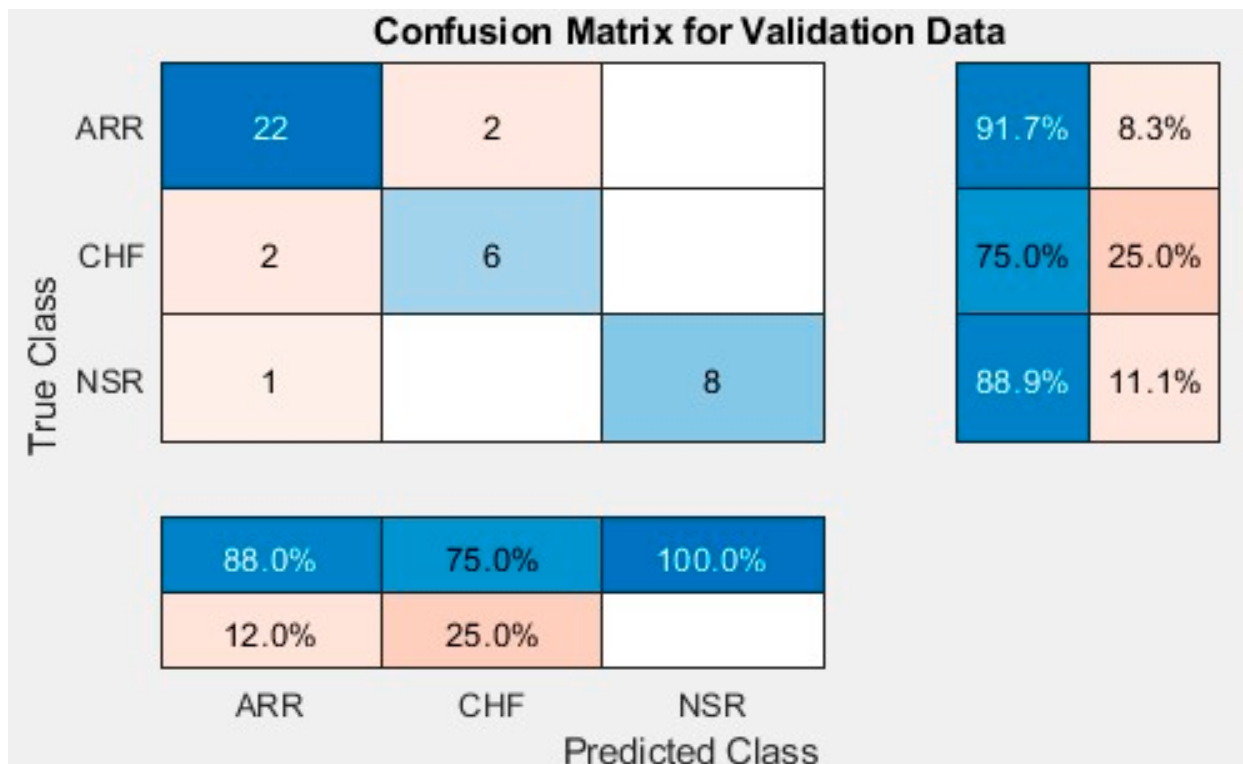 Confusion Matrix for Validation Data
ARR 22 2 91.7% 8.3%
CHF 2 6 75.0% 25.0%
NSR 1 8 88.9% 11.1%
True Class
88.0% 75.0% 100.0%
12.0% 25.0%
ARR CHF NSR
Predicted Class